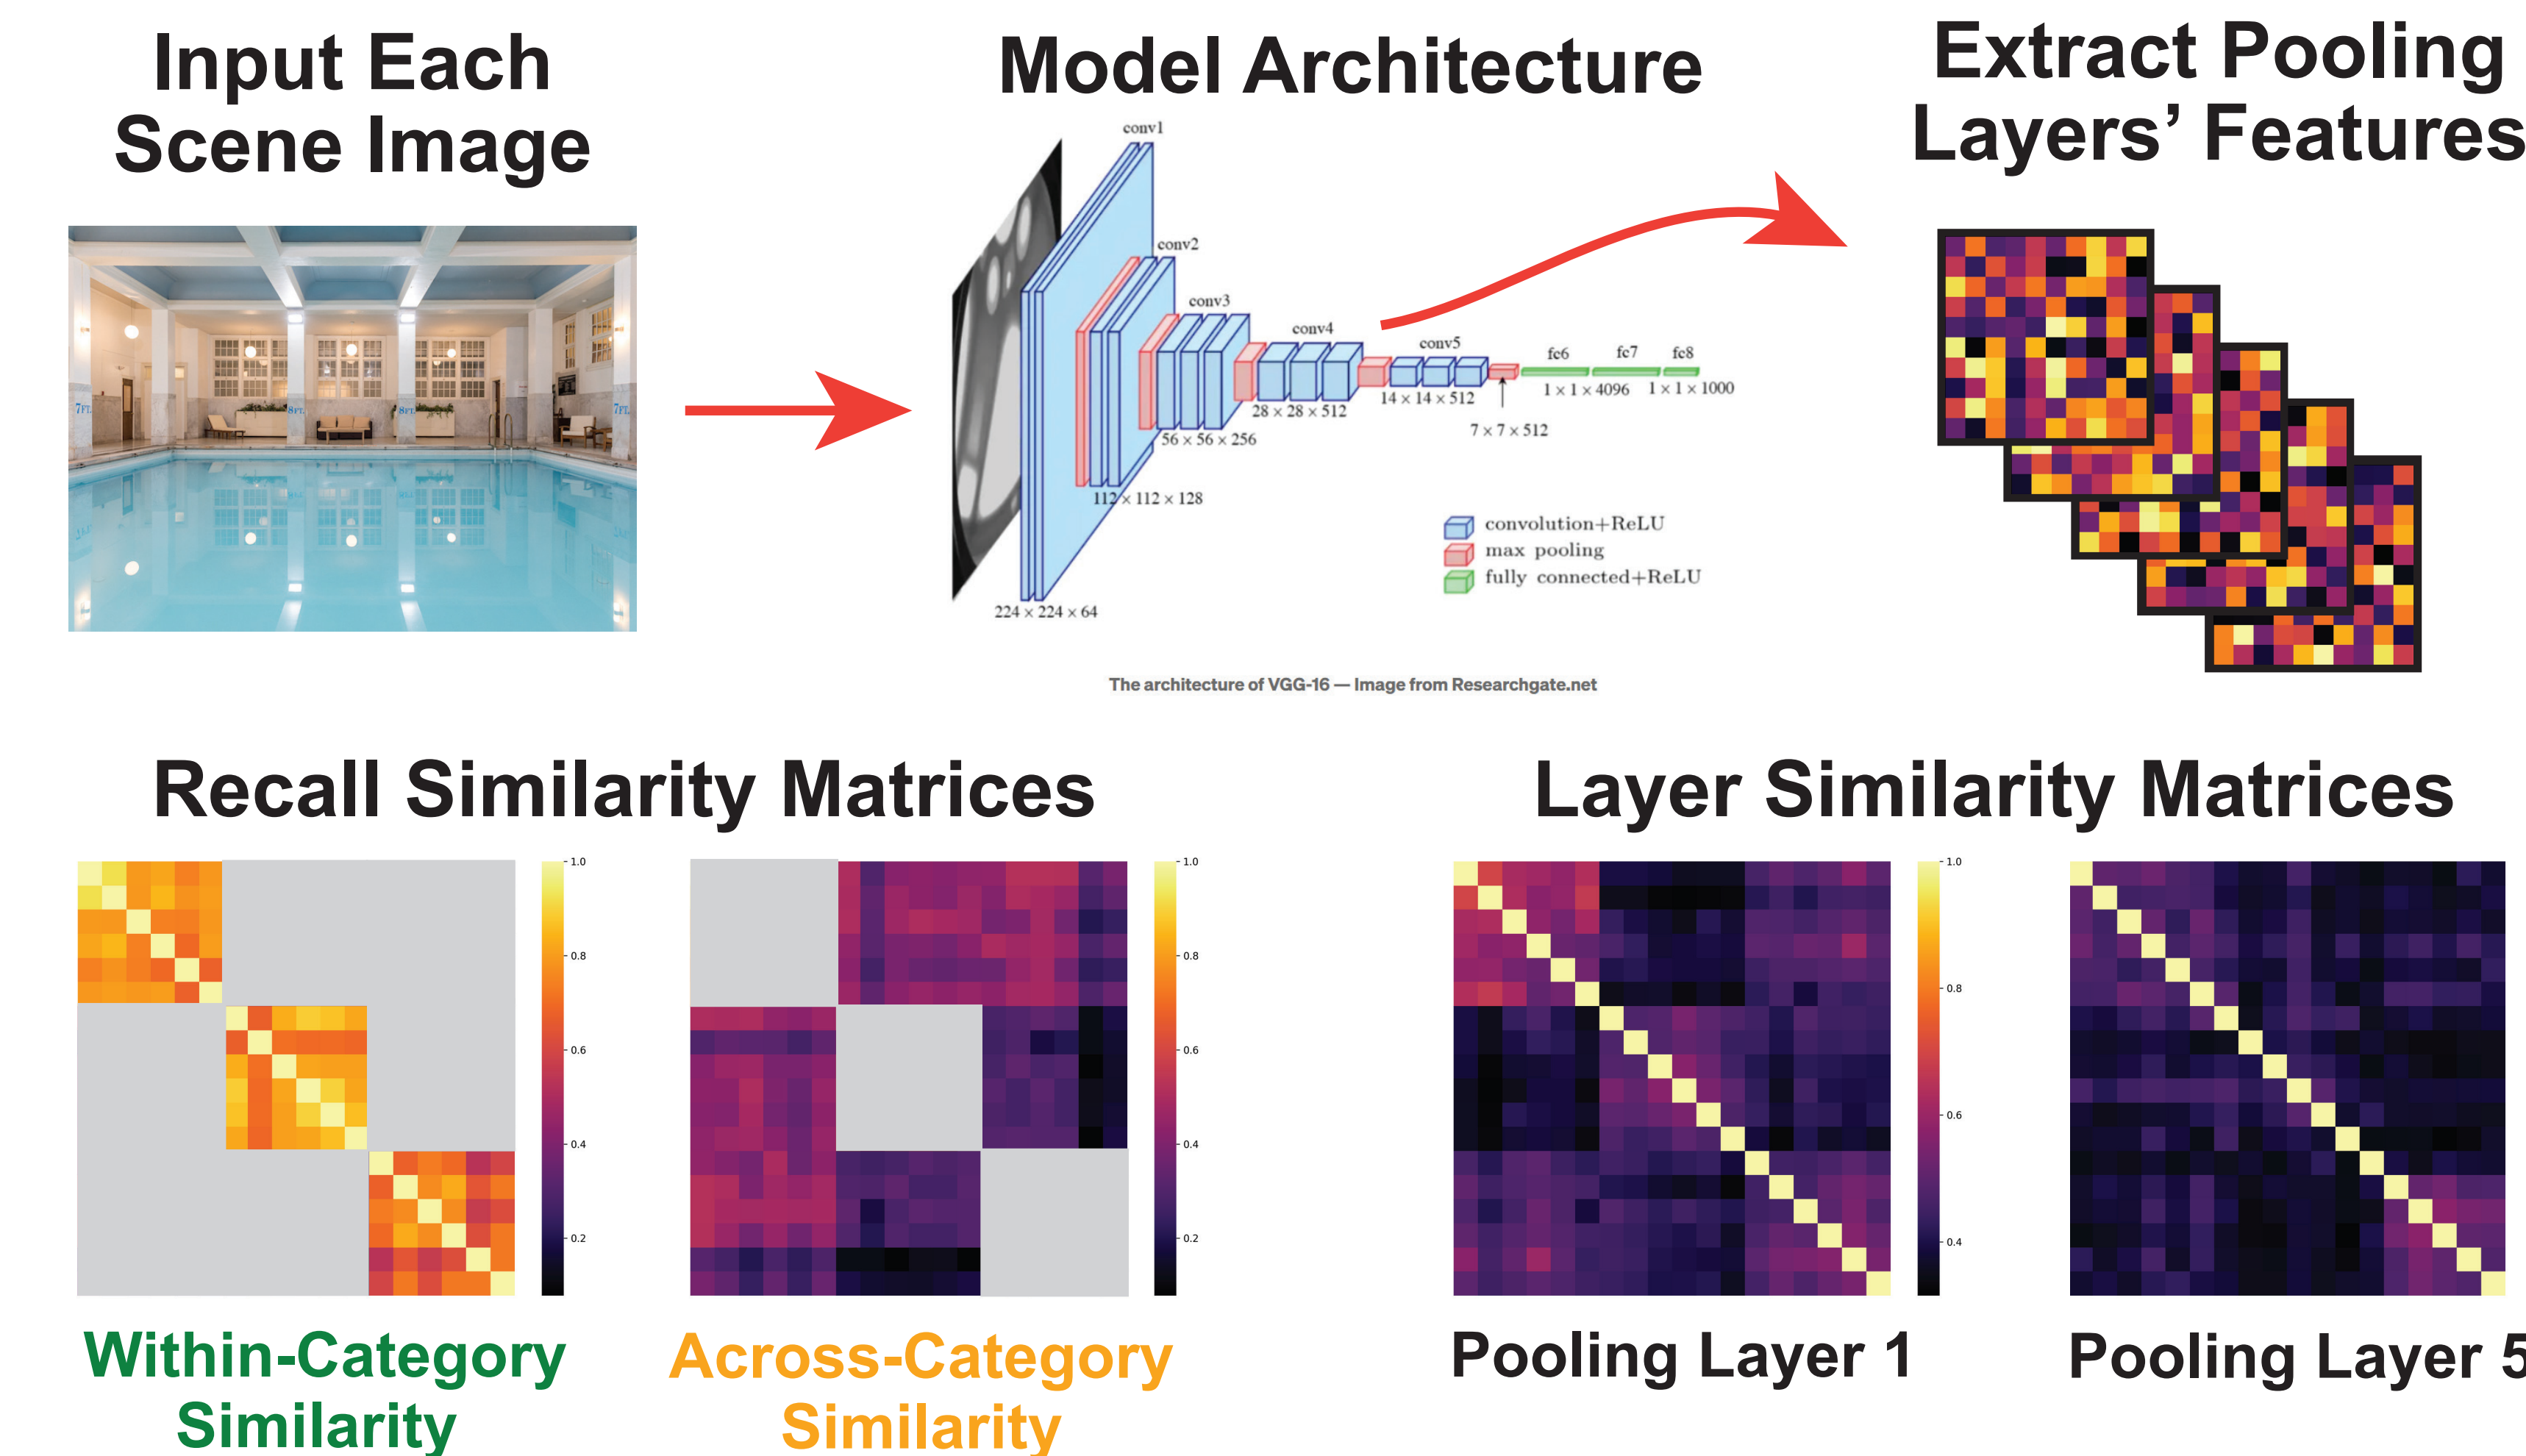 Input Each
Scene Image
Model Architecture
Extract Pooling
Layers’ Features
7FT.
8FT.
8FT.
7FT.
conv1
conv2
conv3
conv4
conv5
fc6
fc7
fc8
1 × 1 × 4096
1 × 1 × 1000
14 × 14 × 512
28 × 28 × 512
7 × 7 × 512
56 × 56 × 256
112 × 112 × 128
224 × 224 × 64
convolution+ReLU
max pooling
fully connected+ReLU
The architecture of VGG-16 — Image from Researchgate.net
Recall Similarity Matrices
Layer Similarity Matrices
1.0
0.8
0.6
0.4
0.2
1.0
0.8
0.6
0.4
0.2
1.0
0.8
0.6
0.4
Within-Category
Similarity
Across-Category
Similarity
Pooling Layer 1
Pooling Layer 5